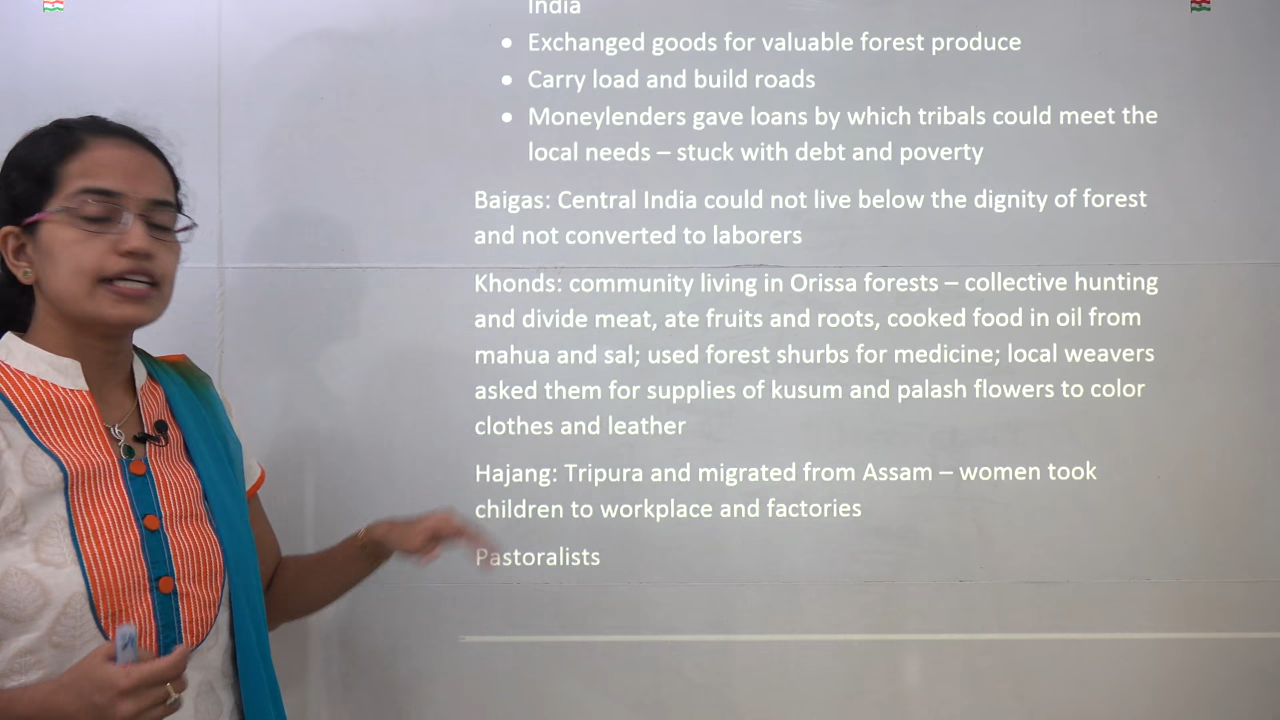 India
• Exchanged goods for valuable forest produce
• Carry load and build roads
• Moneylenders gave loans by which tribals could meet the
local needs – stuck with debt and poverty
Baigas: Central India could not live below the dignity of forest
and not converted to laborers
Khonds: community living in Orissa forests – collective hunting
and divide meat, ate fruits and roots, cooked food in oil from
mahua and sal; used forest shurbs for medicine; local weavers
asked them for supplies of kusum and palash flowers to color
clothes and leather
Hajang: Tripura and migrated from Assam – women took
children to workplace and factories
Pastoralists